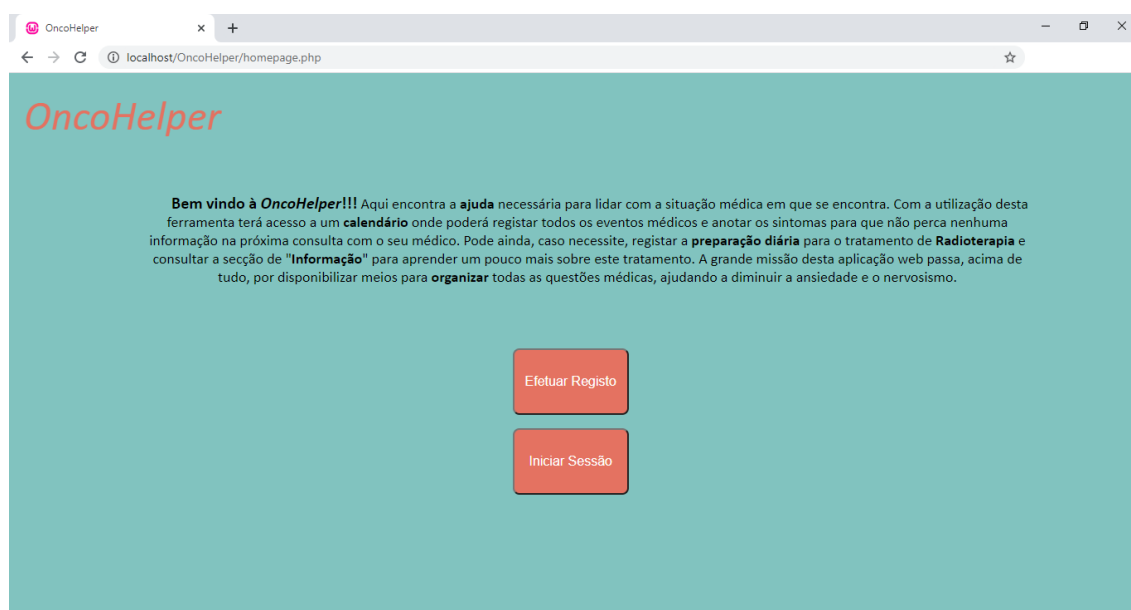 OncoHelper
localhost/OncoHelper/homepage.php
OncoHelper
Bem vindo à OncoHelper!!! Aqui encontra a ajuda necessária para lidar com a situação médica em que se encontra. Com a utilização desta
ferramenta terá acesso a um calendário onde poderá registar todos os eventos médicos e anotar os sintomas para que não perca nenhuma
informação na próxima consulta com o seu médico. Pode ainda, caso necessite, registar a preparação diária para o tratamento de Radioterapia e
consultar a secção de "Informação" para aprender um pouco mais sobre este tratamento. A grande missão desta aplicação web passa, acima de
tudo, por disponibilizar meios para organizar todas as questões médicas, ajudando a diminuir a ansiedade e o nervosismo.
Efetuar Registo
Iniciar Sessão